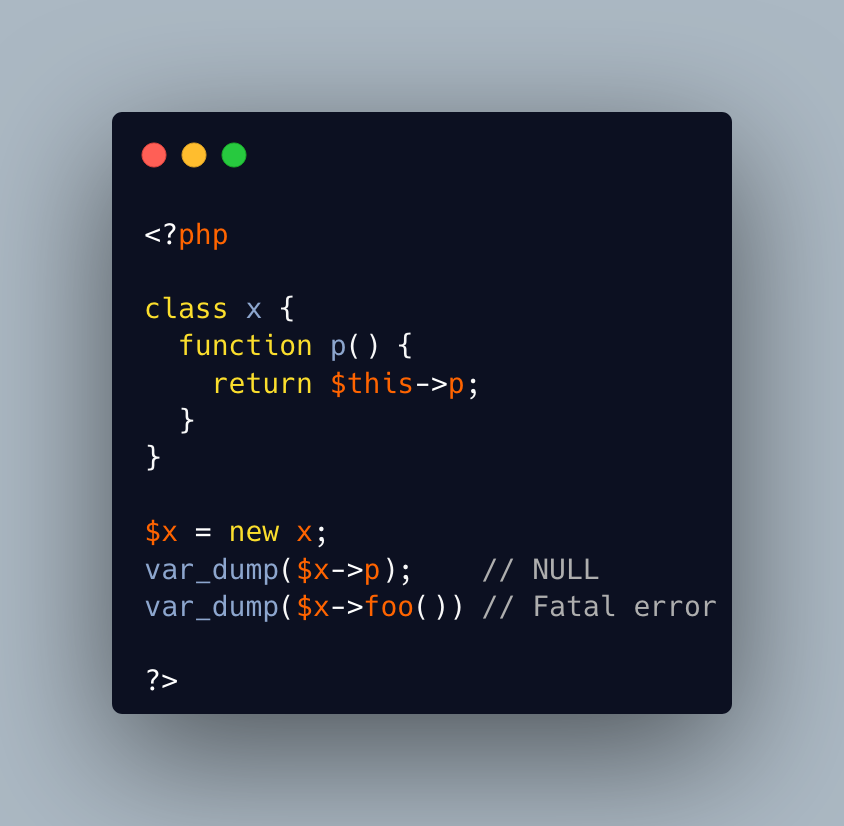 <?php
class x {
  function p() {
    return $this->p;
  }
}
$x = new x;
var_dump($x->p);    // NULL
var_dump($x->foo()) // Fatal error
?>